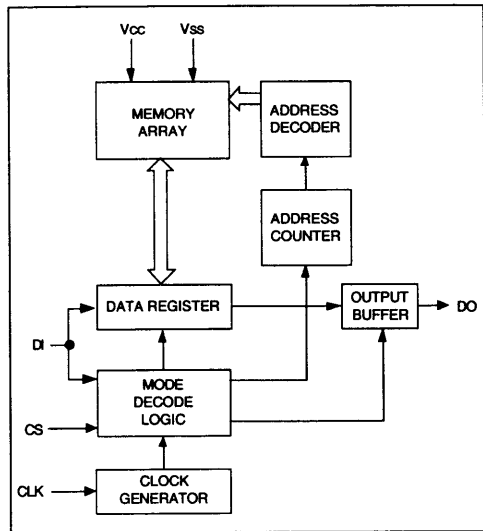 Vcc Vss
MEMORY
ARRAY
ADDRESS
DECODER
ADDRESS
COUNTER
DATA REGISTER
OUTPUT
BUFFER
DO
DI
MODE
DECODE
LOGIC
CS
CLK
CLOCK
GENERATOR